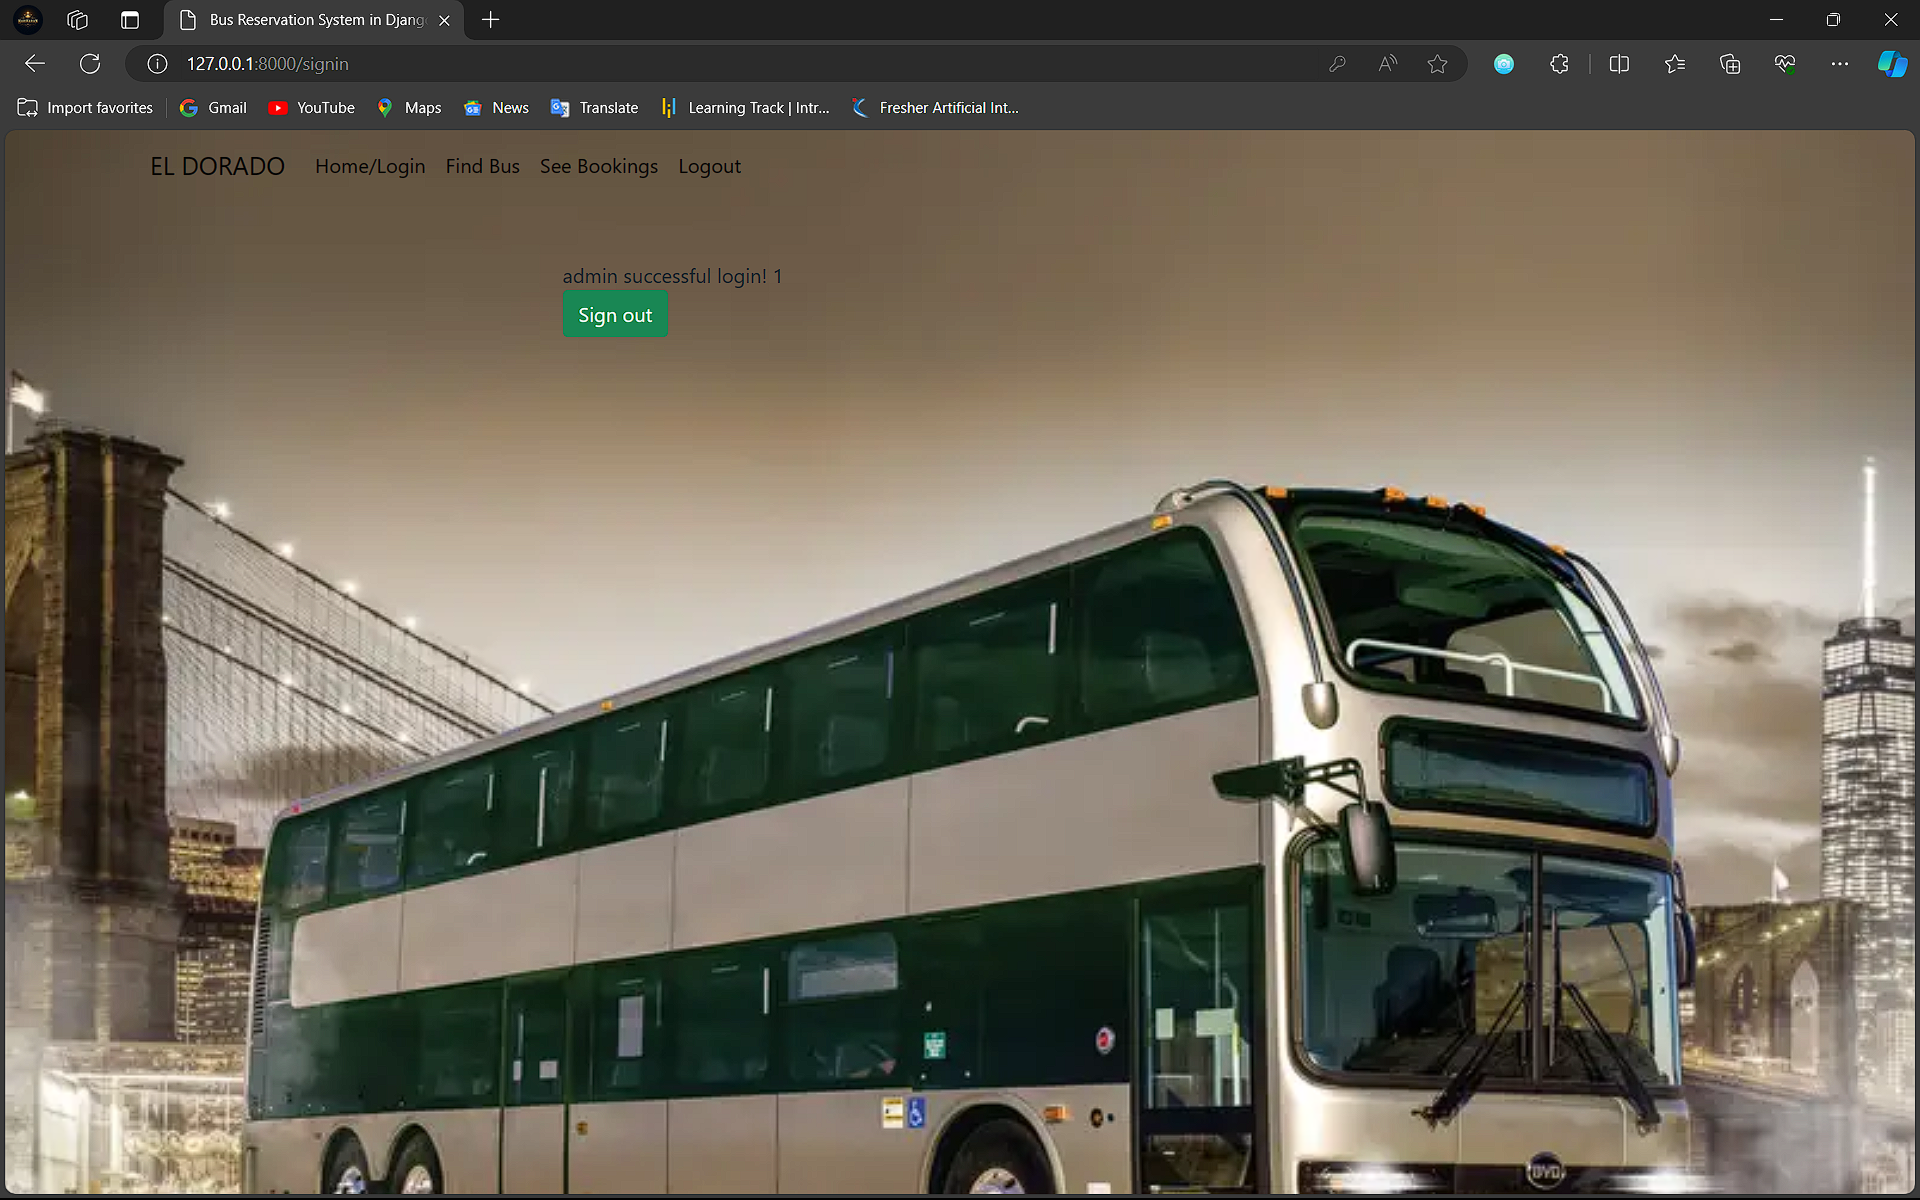 Bus Reservation System in Djang
127.0.0.1:8000/signin
Import favorites Gmail YouTube Maps News Translate Learning Track | Intr... Fresher Artificial Int...
EL DORADO Home/Login Find Bus See Bookings Logout
admin successful login! 1
Sign out
BYD